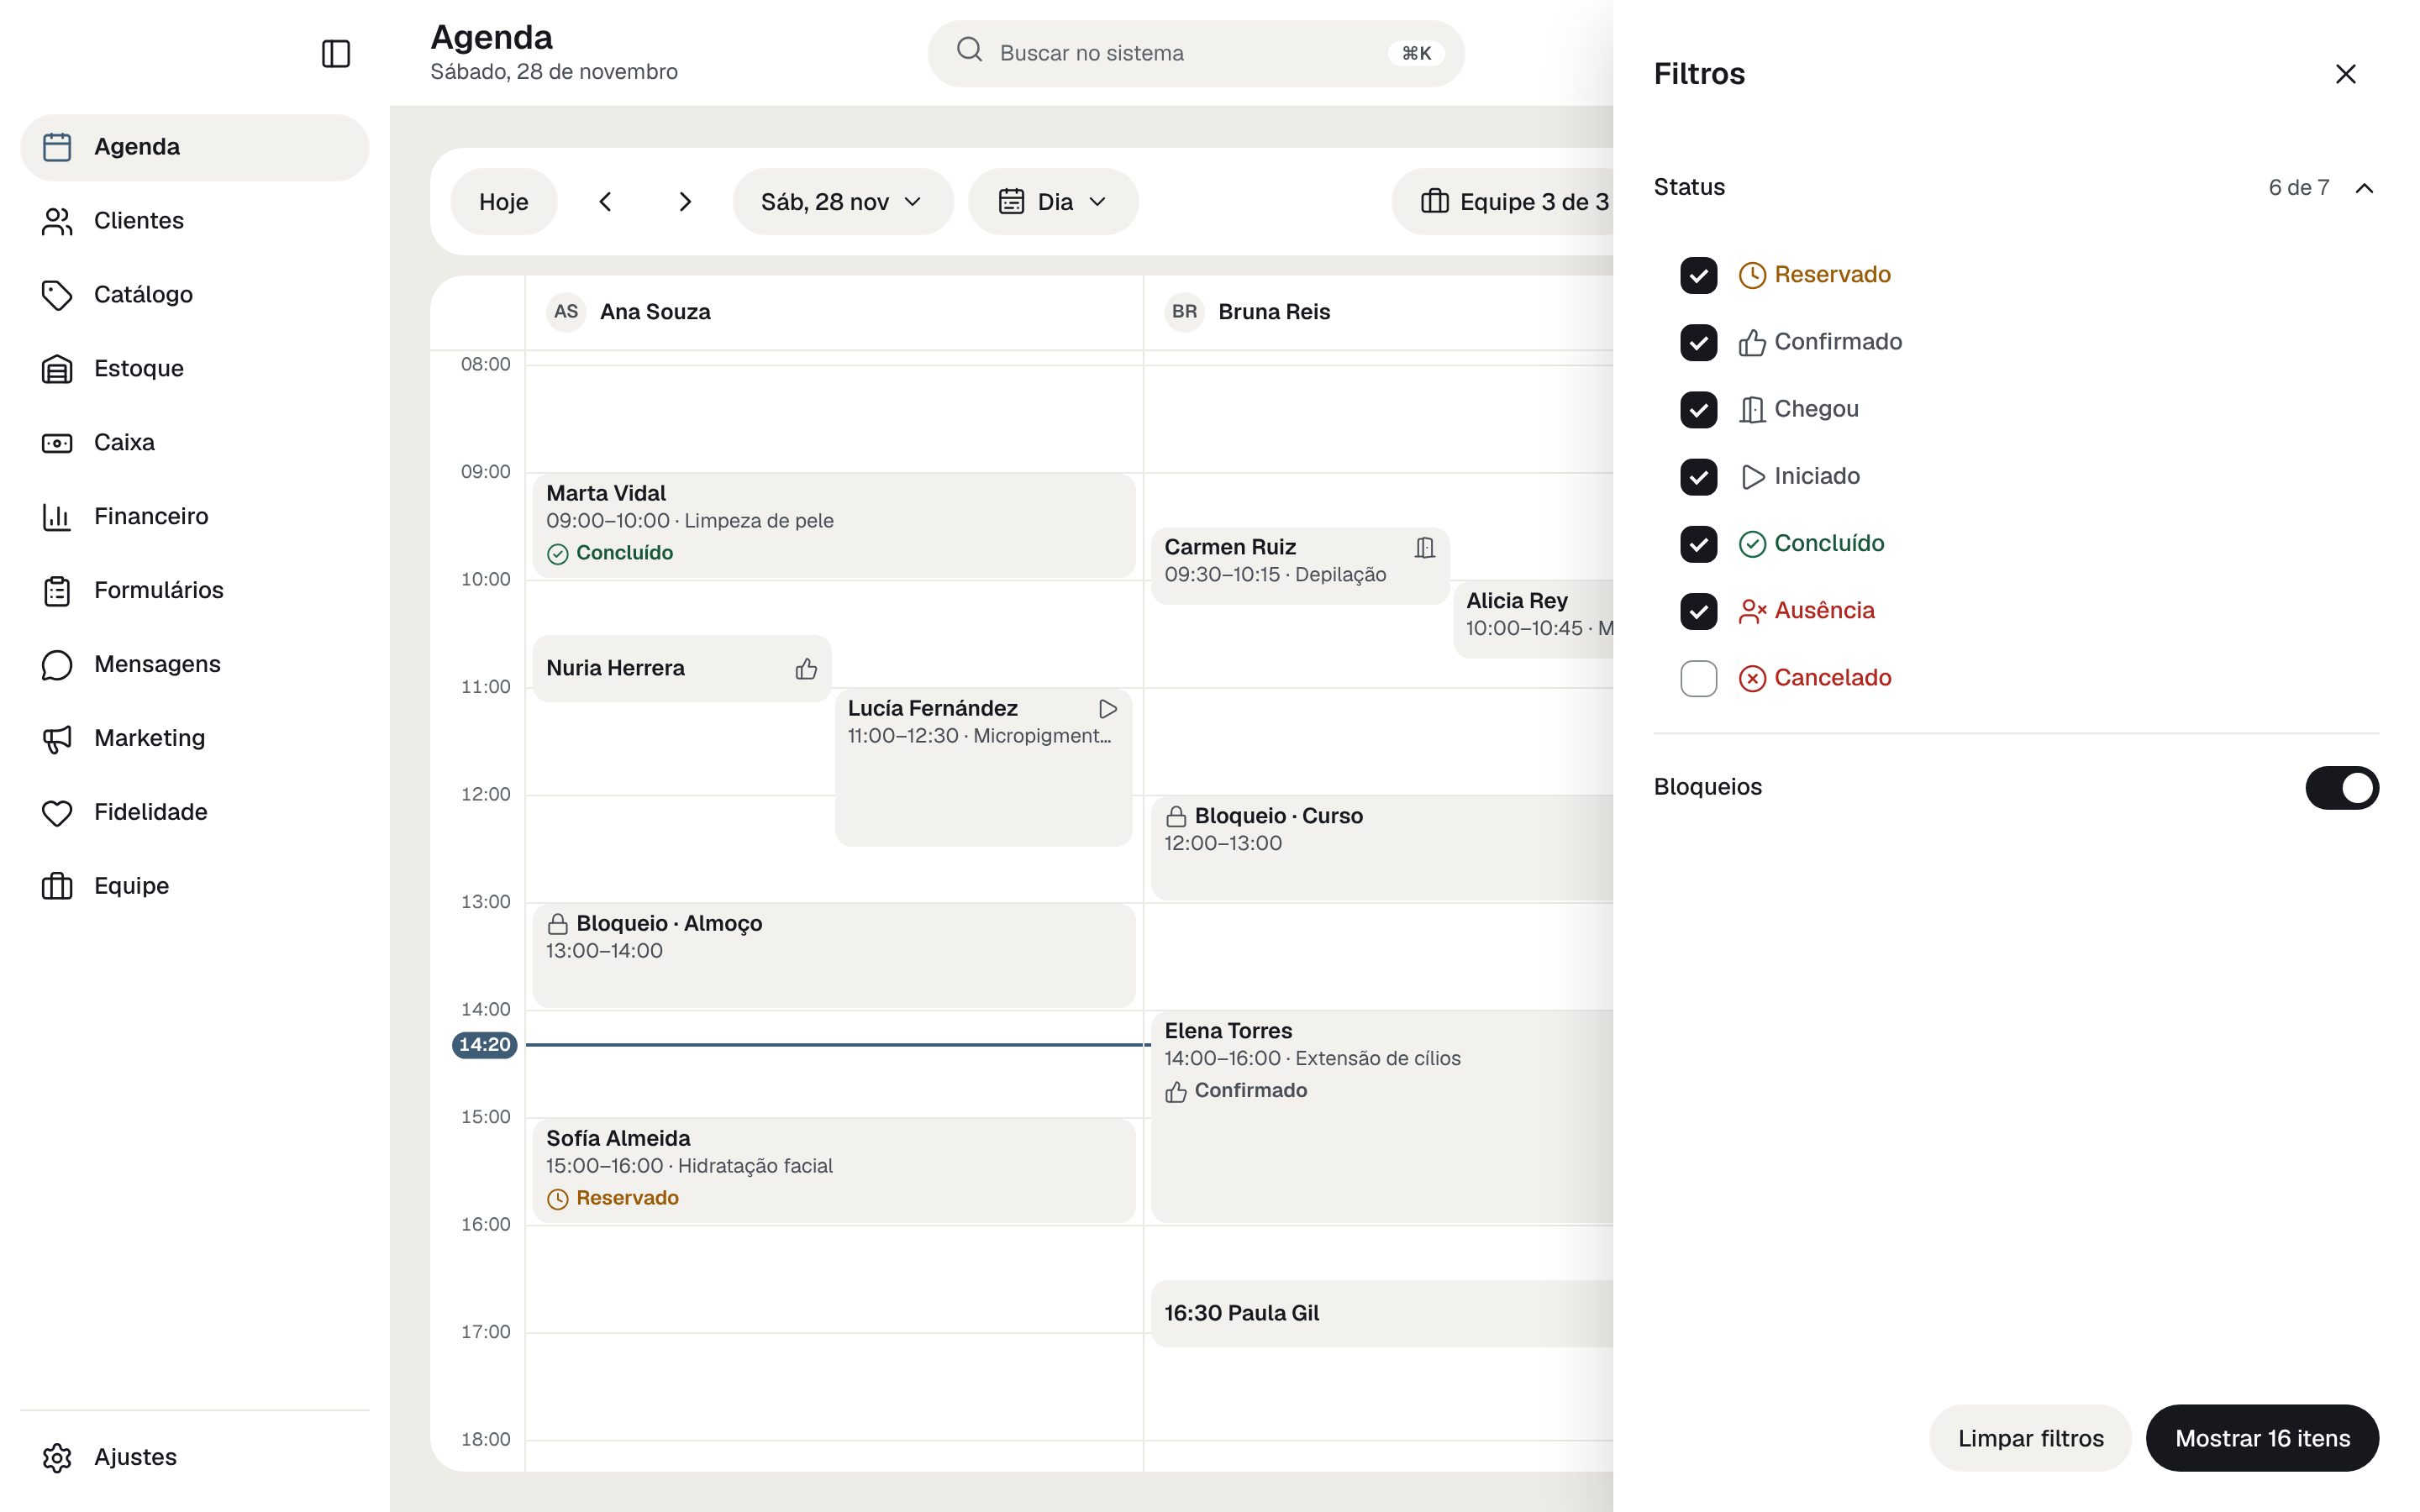 Agenda
Sábado, 28 de novembro
Buscar no sistema
⌘K
Agenda
Clientes
Catálogo
Estoque
Caixa
Financeiro
Formulários
Mensagens
Marketing
Fidelidade
Equipe
Ajustes
Hoje
Sáb, 28 nov
Dia
Equipe 3 de 3
AS Ana Souza
BR Bruna Reis
08:00
09:00
10:00
11:00
12:00
13:00
14:00
14:20
15:00
16:00
17:00
18:00
Marta Vidal
09:00–10:00 · Limpeza de pele
Concluído
Nuria Herrera
Lucía Fernández
11:00–12:30 · Micropigment...
Bloqueio · Almoço
13:00–14:00
Sofía Almeida
15:00–16:00 · Hidratação facial
Reservado
Carmen Ruiz
09:30–10:15 · Depilação
Alicia Rey
10:00–10:45 · M
Bloqueio · Curso
12:00–13:00
Elena Torres
14:00–16:00 · Extensão de cílios
Confirmado
16:30 Paula Gil
Filtros
Status
6 de 7
Reservado
Confirmado
Chegou
Iniciado
Concluído
Ausência
Cancelado
Bloqueios
Limpar filtros
Mostrar 16 itens